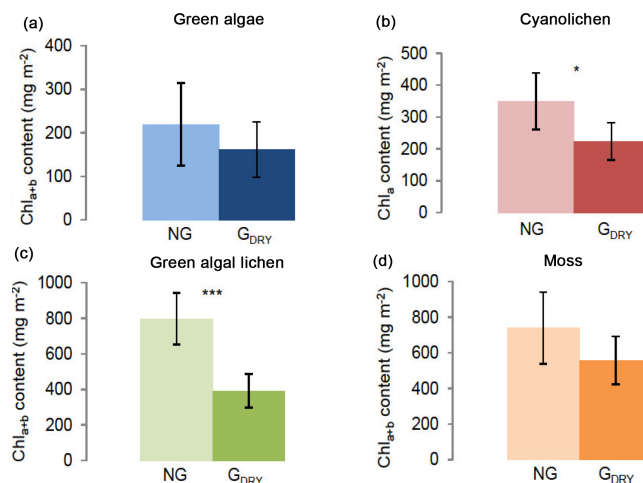 (a)
Green algae
Chla+b content (mg m-2)
400
300
200
100
0
NG
GDRY
(b)
Cyanolichen
Chla content (mg m-2)
500
400
300
200
100
0
*
NG
GDRY
(c)
Green algal lichen
Chla+b content (mg m-2)
1000
800
600
400
200
0
***
NG
GDRY
(d)
Moss
Chla+b content (mg m-2)
1000
800
600
400
200
0
NG
GDRY